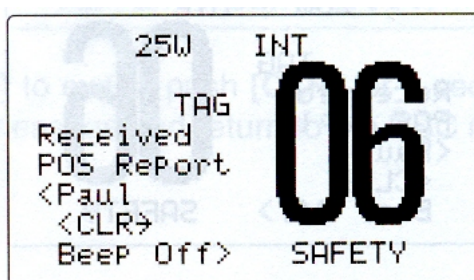 25W INT
TAG
Received
POS Report
<Paul
<CLR→
Beep Off>
06
SAFETY